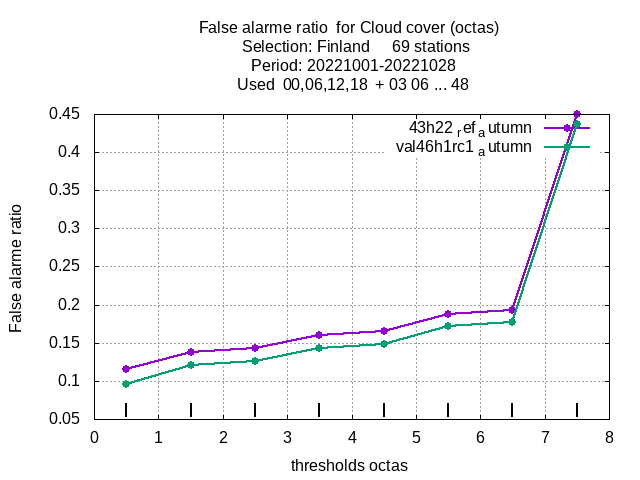 False alarme ratio  for Cloud cover (octas)
Selection: Finland     69 stations
Period: 20221001-20221028
Used  00,06,12,18  + 03 06 ... 48
43h22_ref_autumn
val46h1rc1_autumn
False alarme ratio
0.45
0.4
0.35
0.3
0.25
0.2
0.15
0.1
0.05
0 1 2 3 4 5 6 7 8
thresholds octas